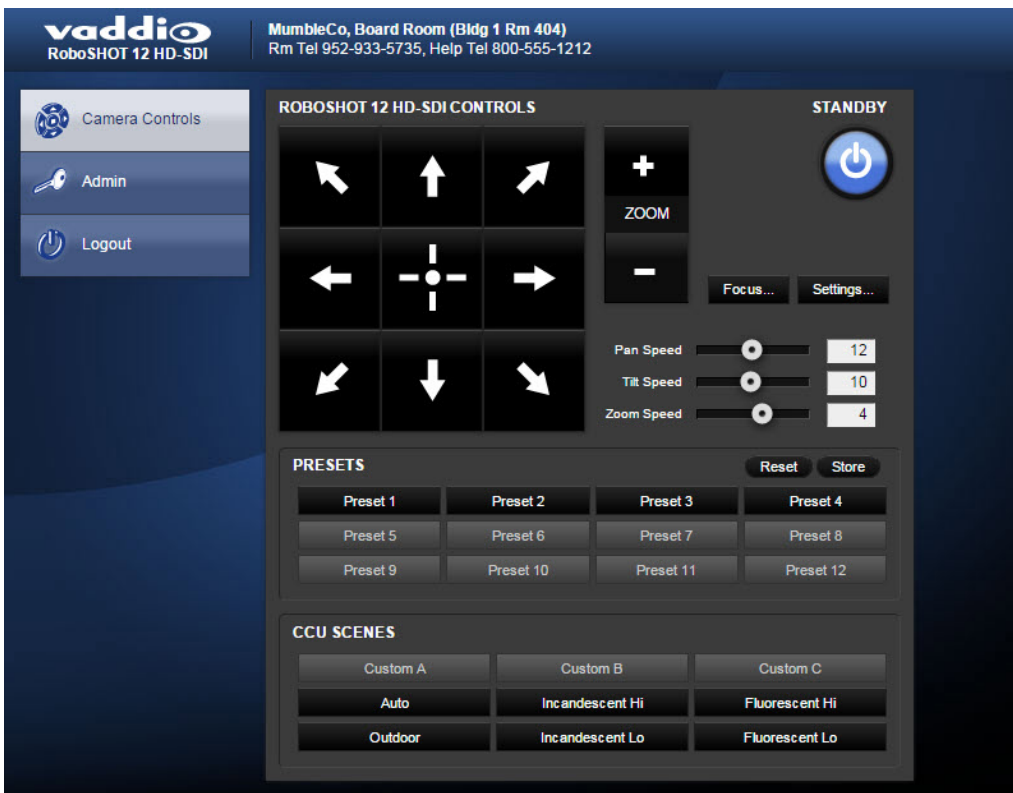 vaddio
RoboSHOT 12 HD-SDI
MumbleCo, Board Room (Bldg 1 Rm 404)
Rm Tel 952-933-5735, Help Tel 800-555-1212
Camera Controls
Admin
Logout
ROBOSHOT 12 HD-SDI CONTROLS
STANDBY
+
ZOOM
-
Focus...
Settings...
Pan Speed 12
Tilt Speed 10
Zoom Speed 4
PRESETS
Reset Store
Preset 1 Preset 2 Preset 3 Preset 4
Preset 5 Preset 6 Preset 7 Preset 8
Preset 9 Preset 10 Preset 11 Preset 12
CCU SCENES
Custom A Custom B Custom C
Auto Incandescent Hi Fluorescent Hi
Outdoor Incandescent Lo Fluorescent Lo